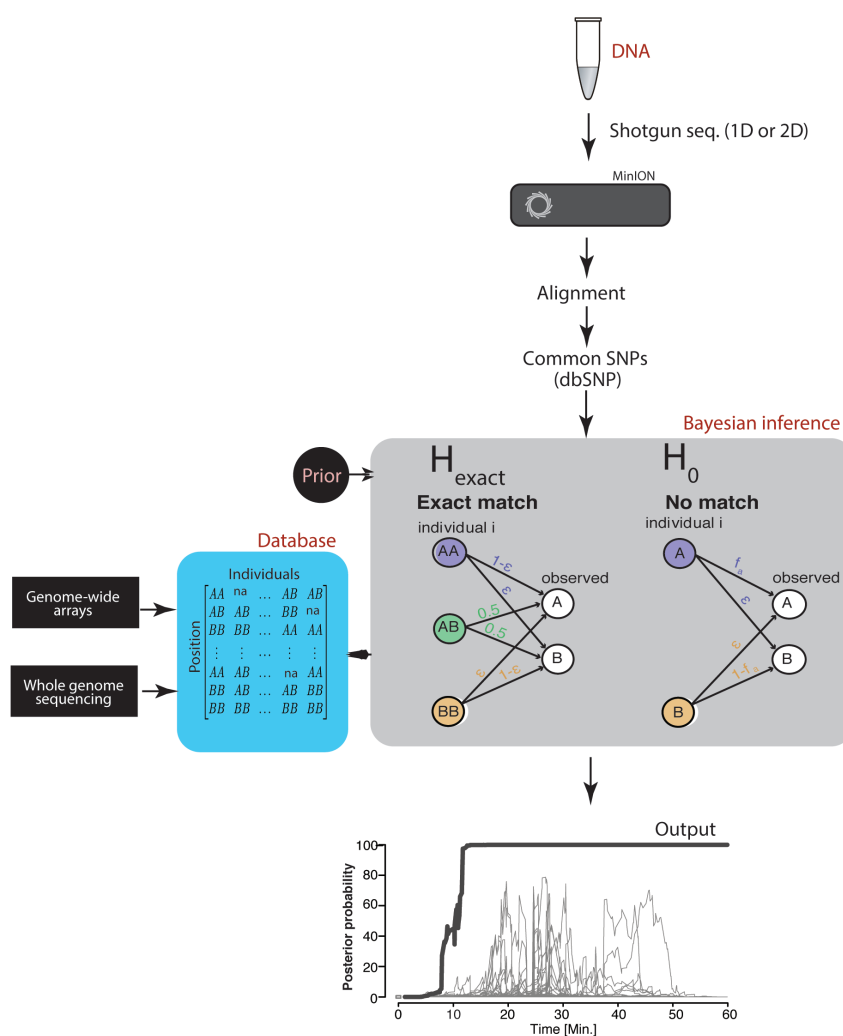 DNA
Shotgun seq. (1D or 2D)
MinION
Alignment
Common SNPs
(dbSNP)
Bayesian inference
Prior
H exact
Exact match
individual i
AA
AB
BB
1-ε
ε
0.5
0.5
ε
1-ε
observed
A
B
H 0
No match
individual i
A
B
f a
ε
ε
1-f a
observed
A
B
Database
Genome-wide
arrays
Whole genome
sequencing
Individuals
Position
AA na … AB AB
AB AB … BB na
BB BB … AA AA
⋮ ⋮ … ⋮ ⋮
AA AB … na AA
BB AB … AB BB
BB BB … BB BB
Output
Posterior probability
100
80
60
40
20
0
0 10 20 30 40 50 60
Time [Min.]